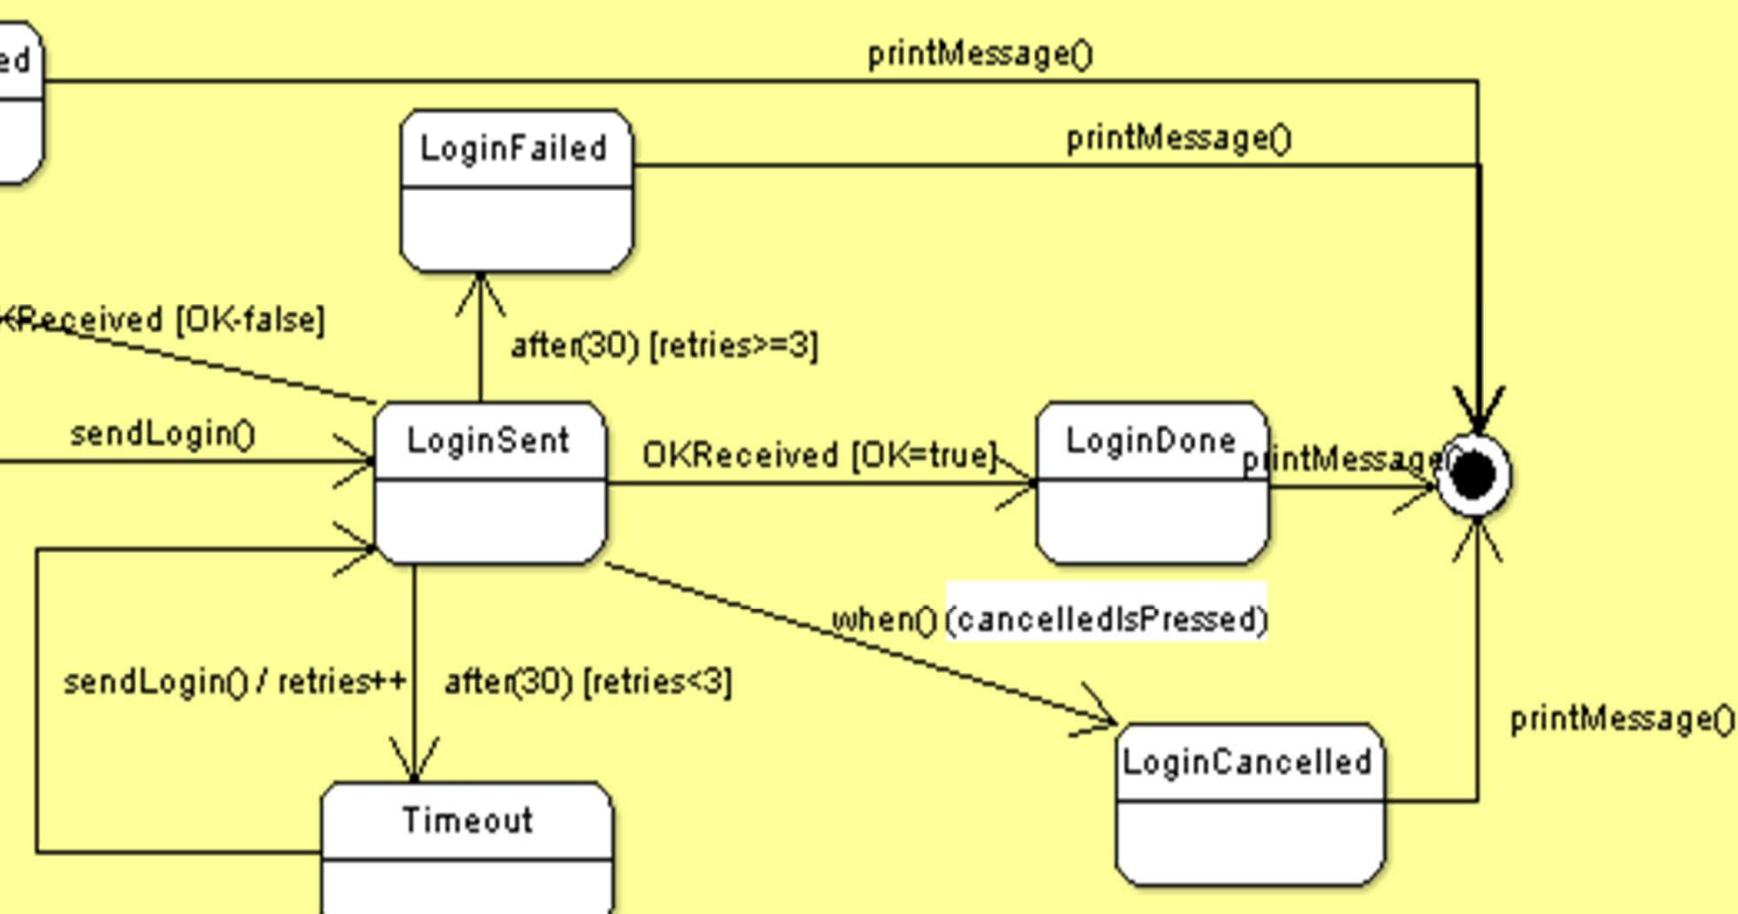 printMessage()
ed
printMessage()
LoginFailed
KReceived [OK-false]
after(30) [retries>=3]
sendLogin()
LoginSent
OKReceived [OK=true]
LoginDone
printMessage()
when() (cancelledIsPressed)
sendLogin() / retries++
after(30) [retries<3]
printMessage()
LoginCancelled
Timeout